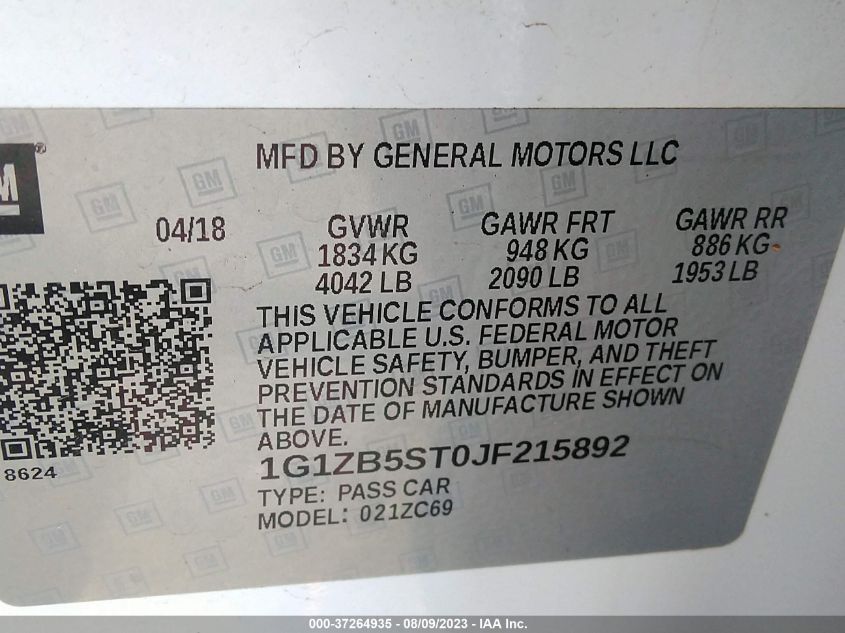 GM
MFD BY GENERAL MOTORS LLC
04/18 GVWR GAWR FRT GAWR RR
1834 KG 948 KG 886 KG
4042 LB 2090 LB 1953 LB
THIS VEHICLE CONFORMS TO ALL
APPLICABLE U.S. FEDERAL MOTOR
VEHICLE SAFETY, BUMPER, AND THEFT
PREVENTION STANDARDS IN EFFECT ON
THE DATE OF MANUFACTURE SHOWN
ABOVE.
8624
1G1ZB5ST0JF215892
TYPE: PASS CAR
MODEL: 021ZC69
000-37264935 - 08/09/2023 - IAA Inc.